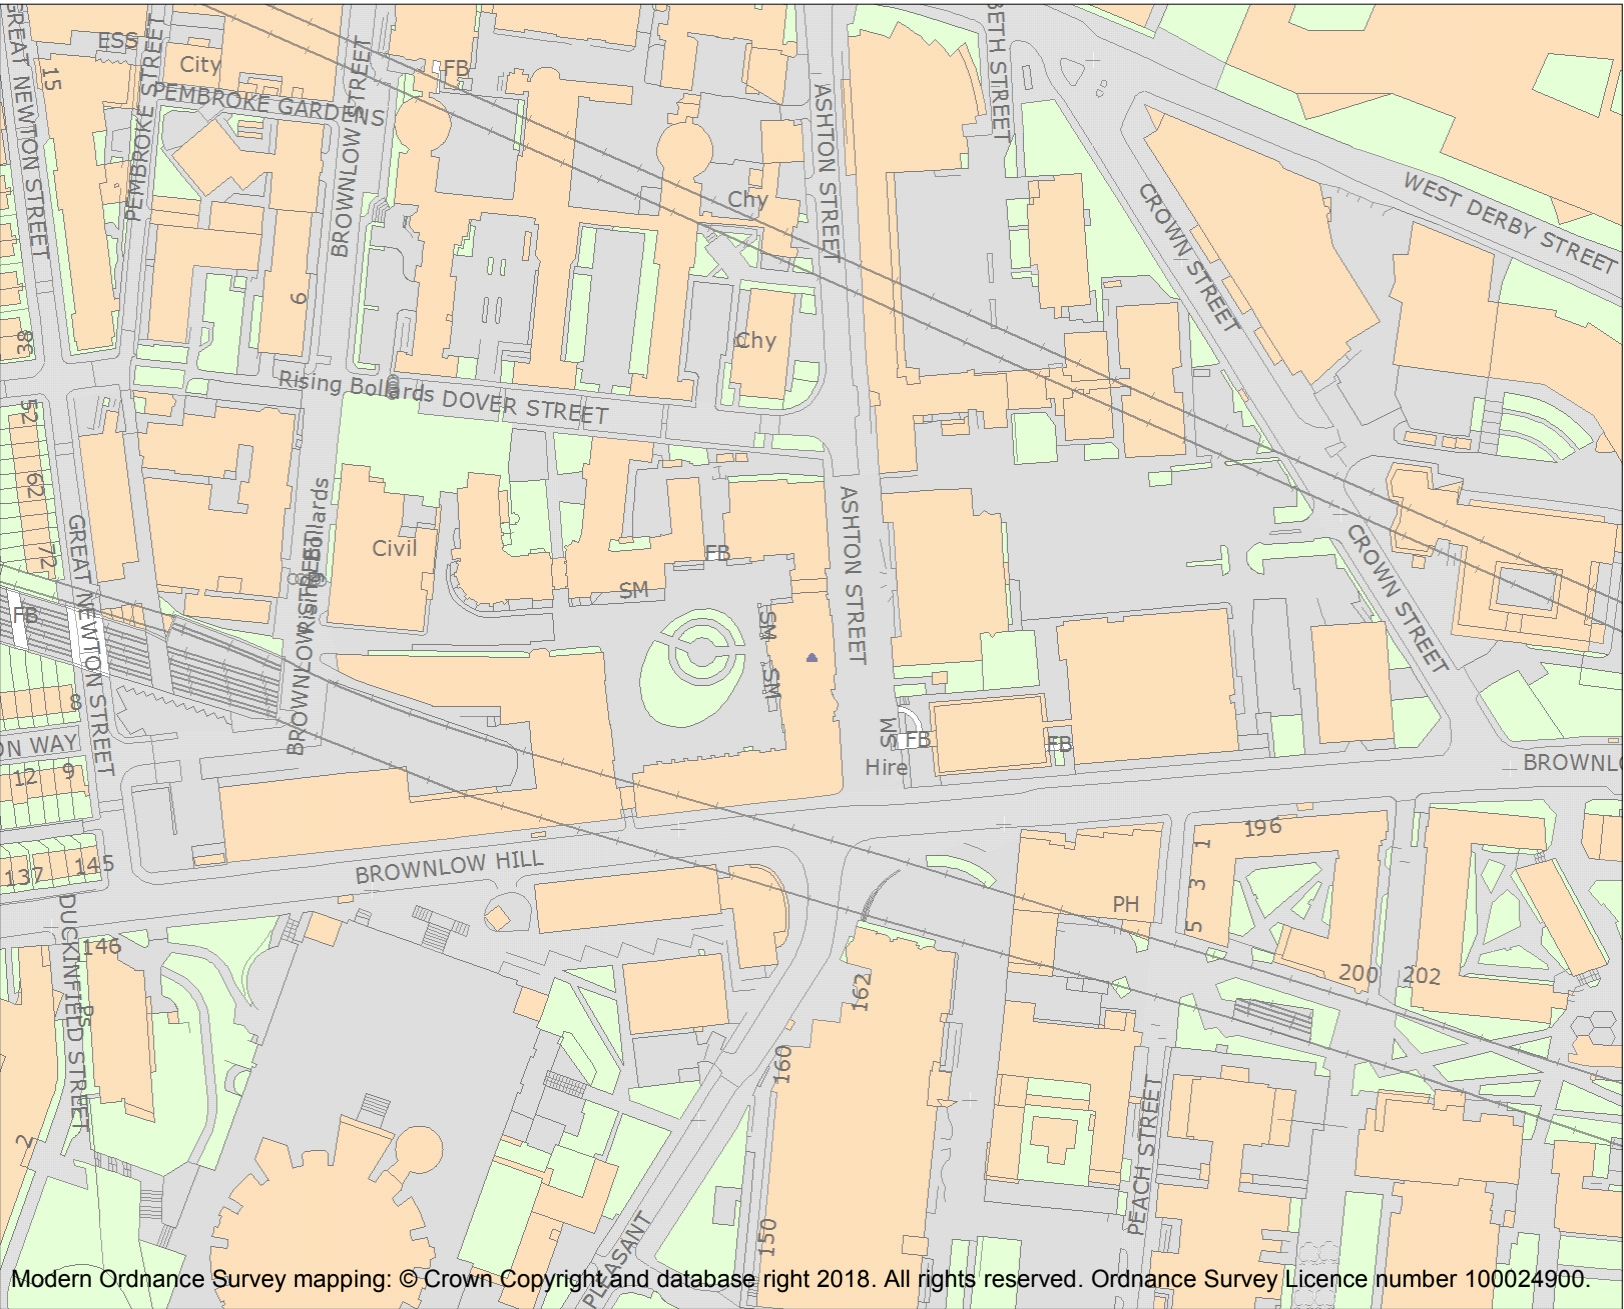 GREAT NEWTON STREET
ESS
15
PEMBROKE STREET
City
PEMBROKE GARDENS
BROWNLOW STREET
FB
ASHTON STREET
BETH STREET
Chy
CROWN STREET
WEST DERBY STREET
6
38
Chy
Rising Bollards
DOVER STREET
52
62
72
GREAT NEWTON STREET
Rising Bollards
BROWNLOW STREET
Civil
FB
SM
SM
SM
ASHTON STREET
CROWN STREET
FB
8
ON WAY
12
9
SM
FB
Hire
FB
BROWNLO
137
145
BROWNLOW HILL
196
1
3
5
PH
200
202
DUCKINFIELD STREET
146
Ps
162
160
150
2
PEACH STREET
PLEASANT
Modern Ordnance Survey mapping: © Crown Copyright and database right 2018. All rights reserved. Ordnance Survey Licence number 100024900.